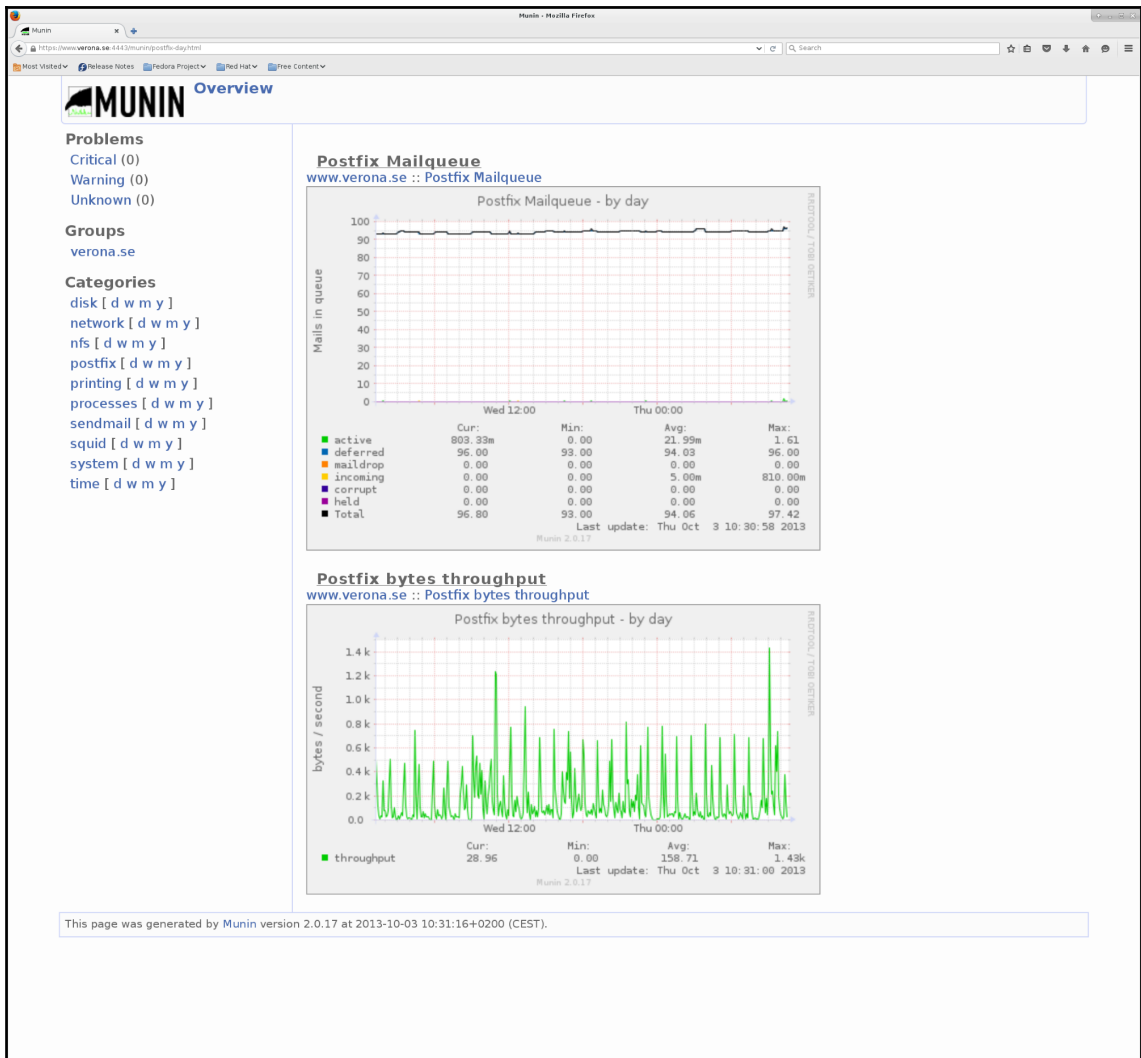 Munin - Mozilla Firefox
Munin
https://www.verona.se:4443/munin/postfix-day.html
Search
Most Visited
Release Notes
Fedora Project
Red Hat
Free Content
MUNIN
Overview
Problems
Critical (0)
Warning (0)
Unknown (0)
Groups
verona.se
Categories
disk [ d w m y ]
network [ d w m y ]
nfs [ d w m y ]
postfix [ d w m y ]
printing [ d w m y ]
processes [ d w m y ]
sendmail [ d w m y ]
squid [ d w m y ]
system [ d w m y ]
time [ d w m y ]
Postfix Mailqueue
www.verona.se :: Postfix Mailqueue
Postfix Mailqueue - by day
RRDTOOL / TOBI OETIKER
Mails in queue
100
90
80
70
60
50
40
30
20
10
0
Wed 12:00 Thu 00:00
Cur: Min: Avg: Max:
active 803.33m 0.00 21.99m 1.61
deferred 96.00 93.00 94.03 96.00
maildrop 0.00 0.00 0.00 0.00
incoming 0.00 0.00 5.00m 810.00m
corrupt 0.00 0.00 0.00 0.00
held 0.00 0.00 0.00 0.00
Total 96.80 93.00 94.06 97.42
Last update: Thu Oct 3 10:30:58 2013
Munin 2.0.17
Postfix bytes throughput
www.verona.se :: Postfix bytes throughput
Postfix bytes throughput - by day
RRDTOOL / TOBI OETIKER
bytes / second
1.4 k
1.2 k
1.0 k
0.8 k
0.6 k
0.4 k
0.2 k
0.0
Wed 12:00 Thu 00:00
Cur: Min: Avg: Max:
throughput 28.96 0.00 158.71 1.43k
Last update: Thu Oct 3 10:31:00 2013
Munin 2.0.17
This page was generated by Munin version 2.0.17 at 2013-10-03 10:31:16+0200 (CEST).